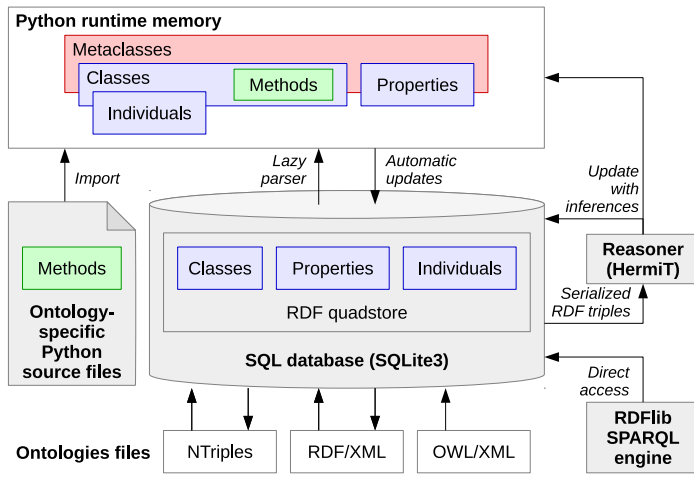 Python runtime memory
Metaclasses
Classes
Methods
Properties
Individuals
Import
Lazy
parser
Automatic
updates
Update
with
inferences
Methods
Ontology-
specific
Python
source files
Classes
Properties
Individuals
RDF quadstore
SQL database (SQLite3)
Reasoner
(HermiT)
Serialized
RDF triples
Direct
access
RDFlib
SPARQL
engine
Ontologies files
NTriples
RDF/XML
OWL/XML